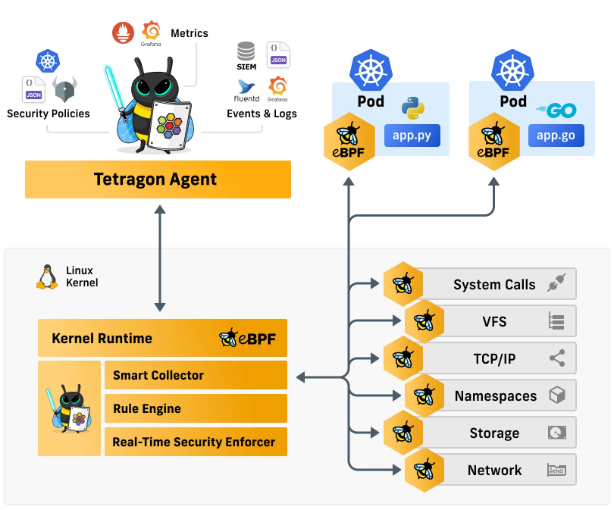 Metrics
Grafana
JSON
Security Policies
SIEM
JSON
fluentd
Grafana
Events & Logs
Tetragon Agent
Pod
app.py
eBPF
Pod
GO
app.go
eBPF
Linux
Kernel
Kernel Runtime
eBPF
Smart Collector
Rule Engine
Real-Time Security Enforcer
System Calls
VFS
TCP/IP
Namespaces
Storage
Network